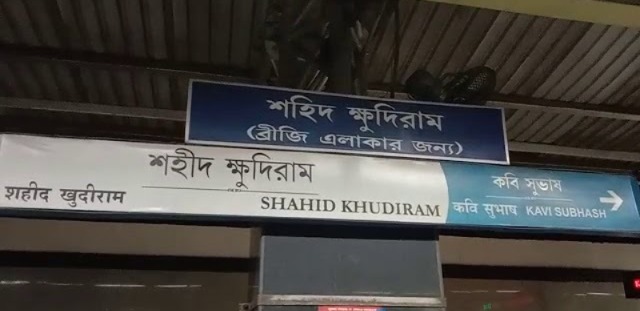 শহিদ ক্ষুদিরাম
(ব্রীজি এলাকার জন্য)
শহীদ ক্ষুদিরাম
शहीद खुदीराम
SHAHID KHUDIRAM
কবি সুভাষ
कवि सुभाष KAVI SUBHASH